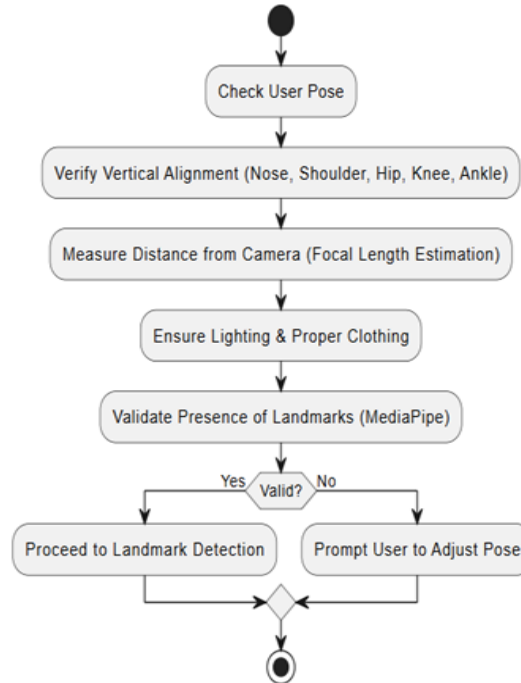 Check User Pose
Verify Vertical Alignment (Nose, Shoulder, Hip, Knee, Ankle)
Measure Distance from Camera (Focal Length Estimation)
Ensure Lighting & Proper Clothing
Validate Presence of Landmarks (MediaPipe)
Yes
Valid?
No
Proceed to Landmark Detection
Prompt User to Adjust Pose